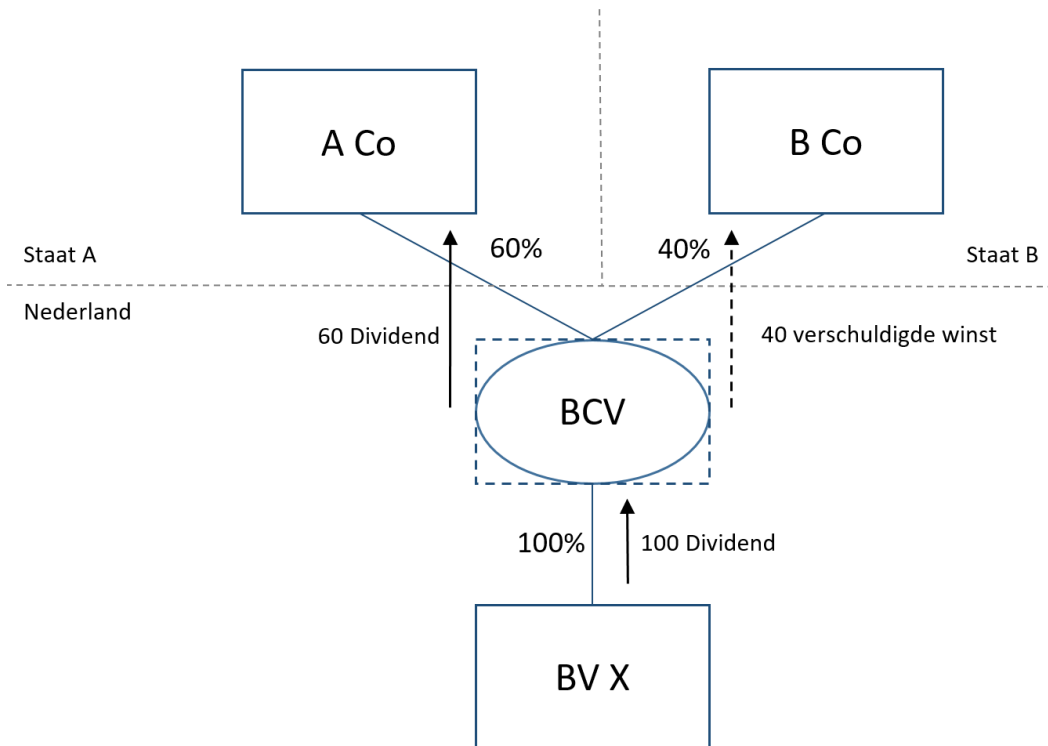 A Co
B Co
60%
40%
Staat A
Staat B
Nederland
60 Dividend
40 verschuldigde winst
BCV
100%
100 Dividend
BV X